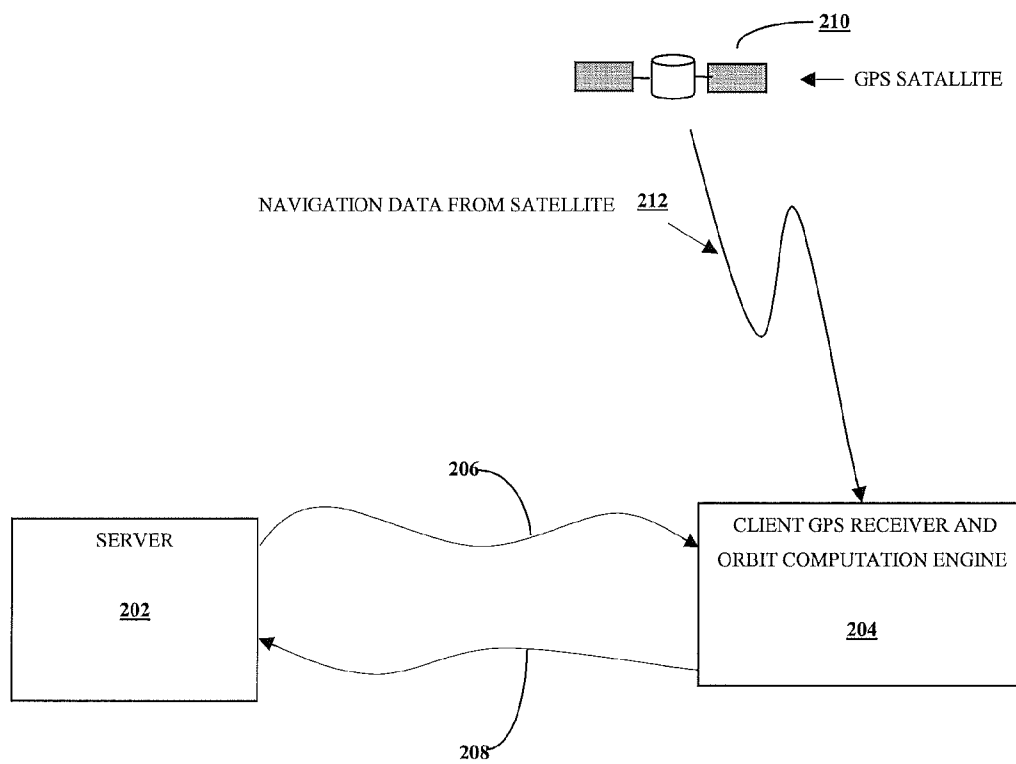 210
GPS SATALLITE
NAVIGATION DATA FROM SATELLITE 212
206
SERVER
202
CLIENT GPS RECEIVER AND
ORBIT COMPUTATION ENGINE
204
208